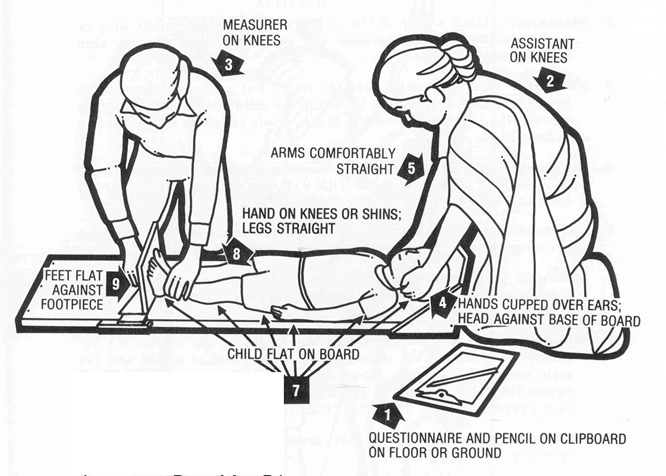 MEASURER
ON KNEES
3
ASSISTANT
ON KNEES
2
ARMS COMFORTABLY
STRAIGHT
5
HAND ON KNEES OR SHINS;
LEGS STRAIGHT
8
FEET FLAT
AGAINST
FOOTPIECE
9
4
HANDS CUPPED OVER EARS;
HEAD AGAINST BASE OF BOARD
CHILD FLAT ON BOARD
7
1
QUESTIONNAIRE AND PENCIL ON CLIPBOARD
ON FLOOR OR GROUND